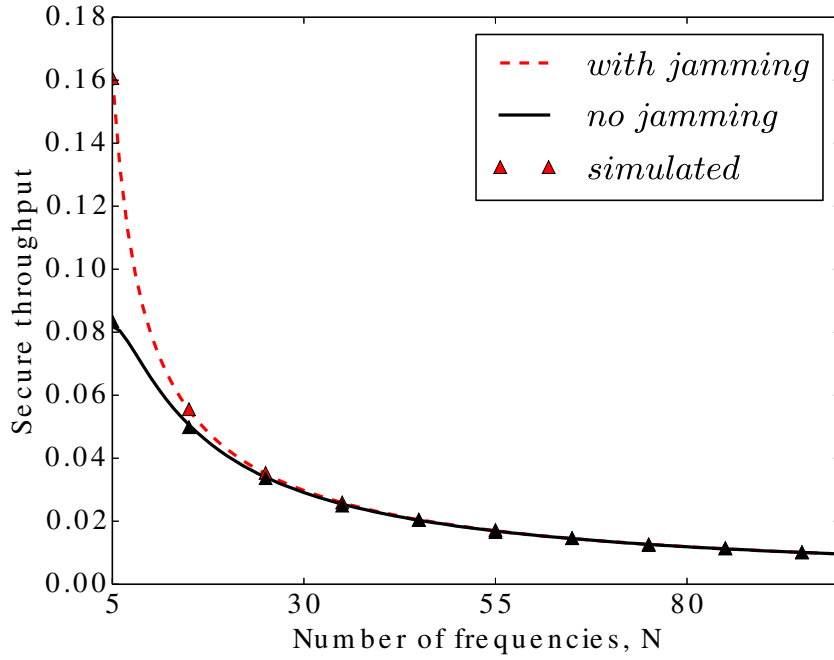 0.18
0.16
0.14
0.12
0.10
0.08
0.06
0.04
0.02
0.00
Secure throughput
with jamming
no jamming
simulated
5 30 55 80
Number of frequencies, N